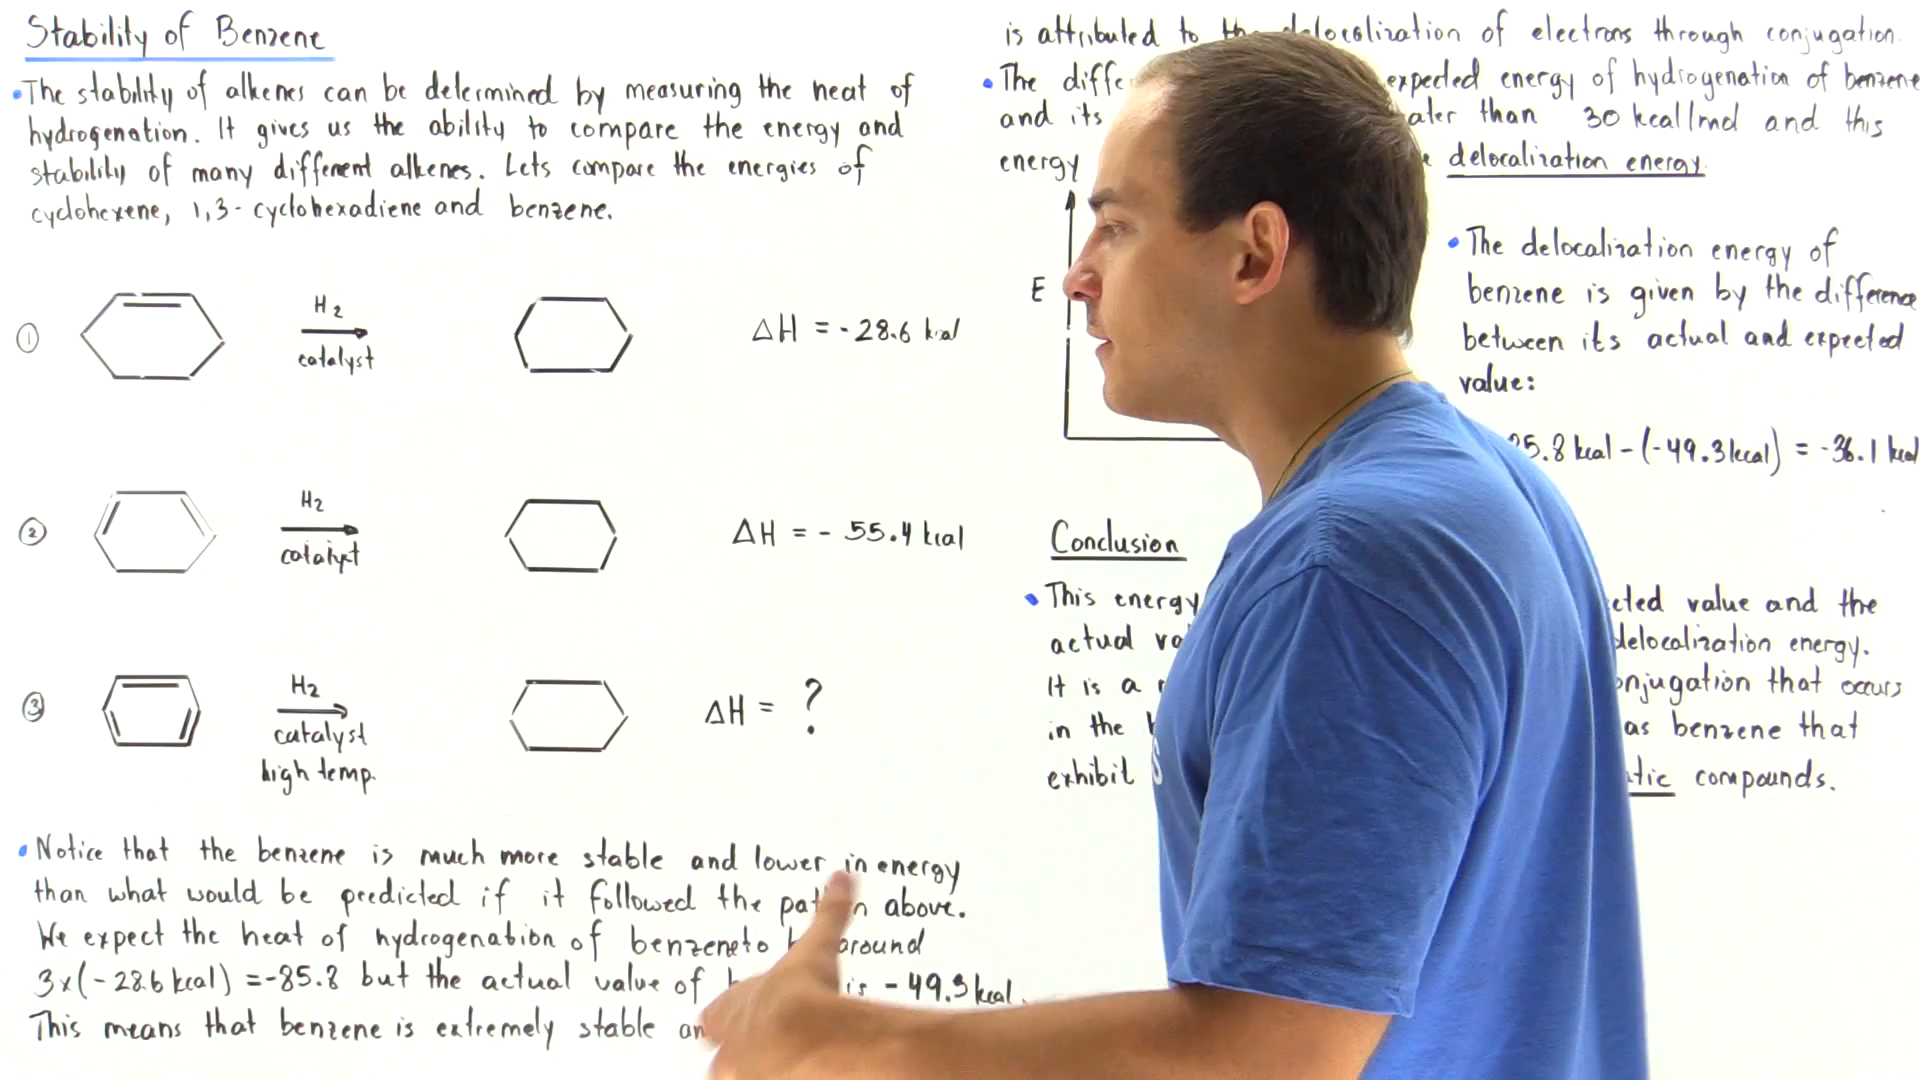 Stability of Benzene
• The stability of alkenes can be determined by measuring the heat of
hydrogenation. It gives us the ability to compare the energy and
stability of many different alkenes. Lets compare the energies of
cyclohexene, 1,3-cyclohexadiene and benzene.
① H2 catalyst ΔH = -28.6 kcal
② H2 catalyst ΔH = - 55.4 kcal
③ H2 catalyst high temp. ΔH = ?
• Notice that the benzene is much more stable and lower in energy
than what would be predicted if it followed the above.
We expect the heat of hydrogenation of benzene to around
3x(-28.6 kcal) = -85.8 but the actual value of is -49.3 kcal.
This means that benzene is extremely stable
is attributed to delocalization of electrons through conjugation.
• The expected energy of hydrogenation of benzene
and its than 30 kcal/mol and this
energy delocalization energy.
E
• The delocalization energy of
benzene is given by the difference
between its actual and expected
value:
5.8 kcal - (-49.3 kcal) = -36.1 kcal
Conclusion
• This energy value and the
actual delocalization energy.
It is a conjugation that occurs
in the as benzene that
exhibit compounds.